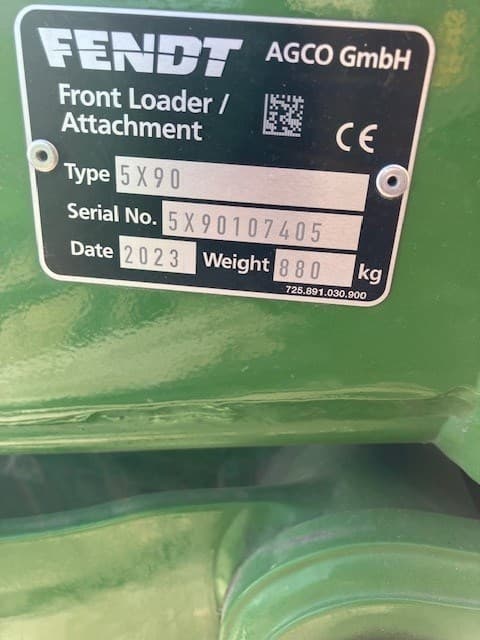 FENDT AGCO GmbH
Front Loader /
Attachment
CE
Type 5X90
Serial No. 5X90107405
Date 2023 Weight 880 kg
725.891.030.900